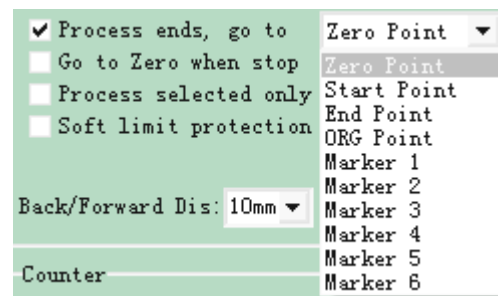 Process ends, go to
Zero Point
Go to Zero when stop
Process selected only
Soft limit protection
Back/Forward Dis: 10mm
Counter
Zero Point
Start Point
End Point
ORG Point
Marker 1
Marker 2
Marker 3
Marker 4
Marker 5
Marker 6